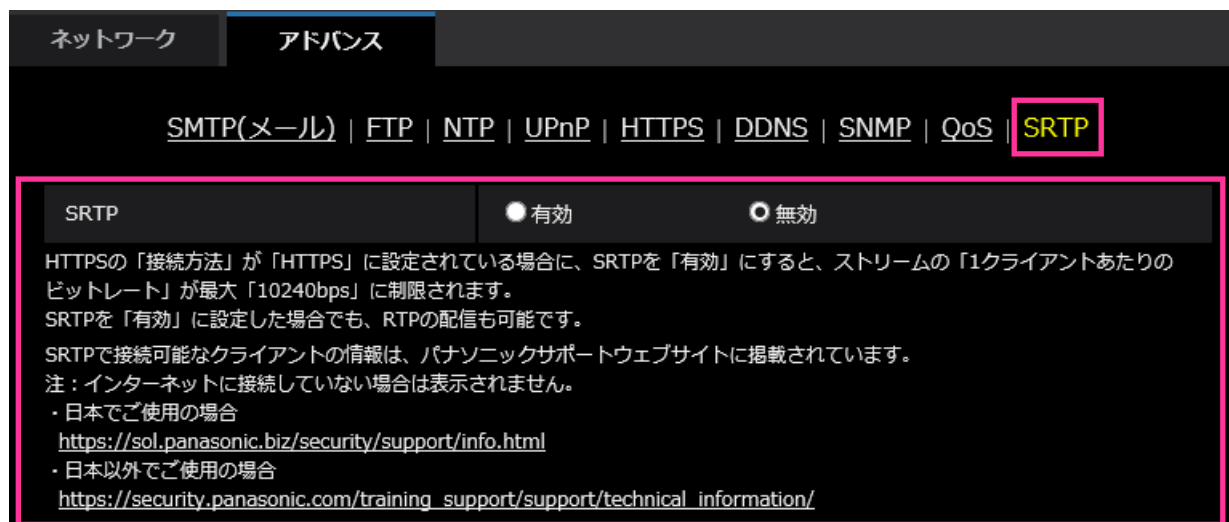 ネットワーク アドバンス
SMTP(メール) | FTP | NTP | UPnP | HTTPS | DDNS | SNMP | QoS | SRTP
SRTP 有効 無効
HTTPSの「接続方法」が「HTTPS」に設定されている場合に、SRTPを「有効」にすると、ストリームの「1クライアントあたりの
ビットレート」が最大「10240bps」に制限されます。
SRTPを「有効」に設定した場合でも、RTPの配信も可能です。
SRTPで接続可能なクライアントの情報は、パナソニックサポートウェブサイトに掲載されています。
注：インターネットに接続していない場合は表示されません。
・日本でご使用の場合
https://sol.panasonic.biz/security/support/info.html
・日本以外でご使用の場合
https://security.panasonic.com/training_support/support/technical_information/